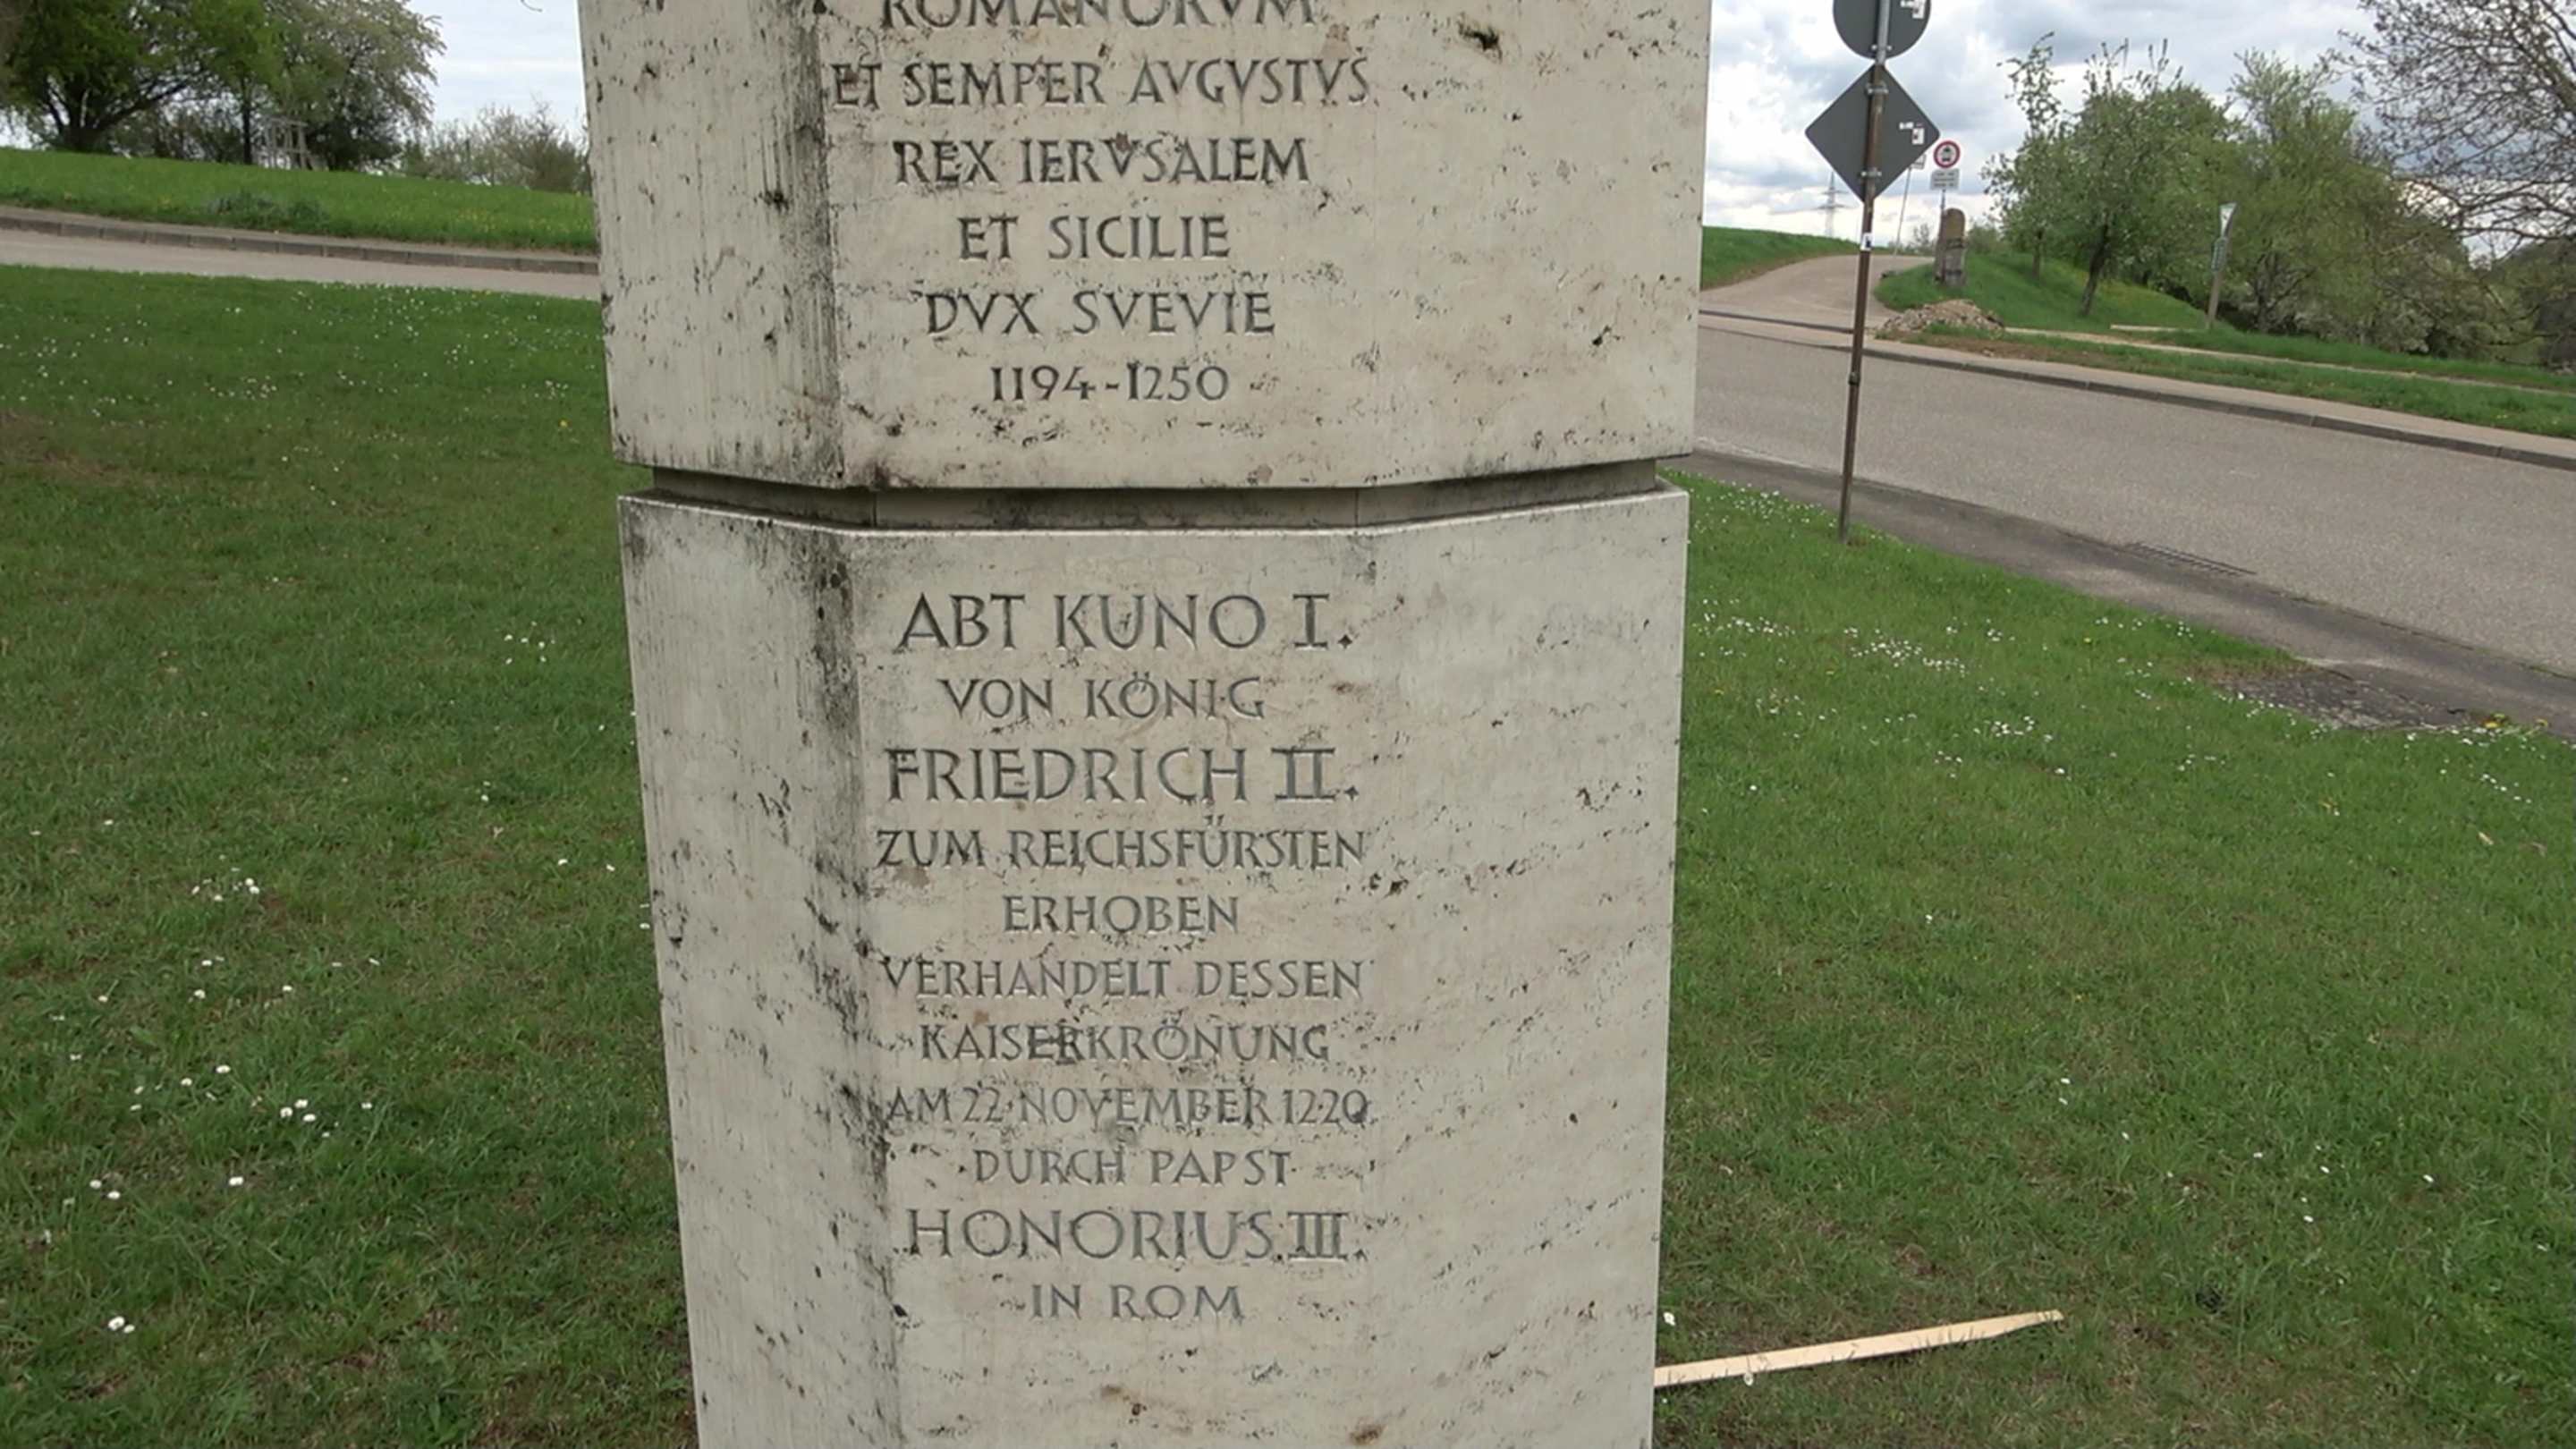 ROMANORVM
ET SEMPER AVGVSTVS
REX IERVSALEM
ET SICILIE
DVX SVEVIE
1194-1250
ABT KUNO I.
VON KÖNIG
FRIEDRICH II.
ZUM REICHSFÜRSTEN
ERHOBEN
VERHANDELT DESSEN
KAISERKRÖNUNG
AM 22·NOVEMBER 1220
DURCH PAPST
HONORIUS III.
IN ROM